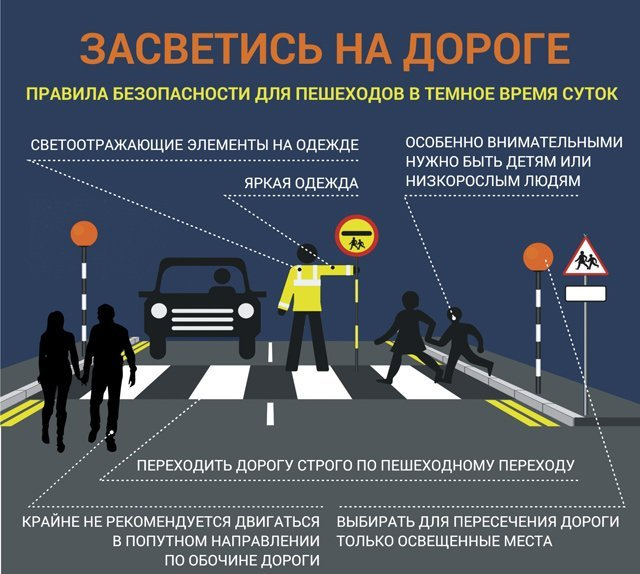 ЗАСВЕТИСЬ НА ДОРОГЕ
ПРАВИЛА БЕЗОПАСНОСТИ ДЛЯ ПЕШЕХОДОВ В ТЕМНОЕ ВРЕМЯ СУТОК
СВЕТООТРАЖАЮЩИЕ ЭЛЕМЕНТЫ НА ОДЕЖДЕ
ЯРКАЯ ОДЕЖДА
ОСОБЕННО ВНИМАТЕЛЬНЫМИ
НУЖНО БЫТЬ ДЕТЯМ ИЛИ
НИЗКОРОСЛЫМ ЛЮДЯМ
ПЕРЕХОДИТЬ ДОРОГУ СТРОГО ПО ПЕШЕХОДНОМУ ПЕРЕХОДУ
КРАЙНЕ НЕ РЕКОМЕНДУЕТСЯ ДВИГАТЬСЯ
В ПОПУТНОМ НАПРАВЛЕНИИ
ПО ОБОЧИНЕ ДОРОГИ
ВЫБИРАТЬ ДЛЯ ПЕРЕСЕЧЕНИЯ ДОРОГИ
ТОЛЬКО ОСВЕЩЕННЫЕ МЕСТА